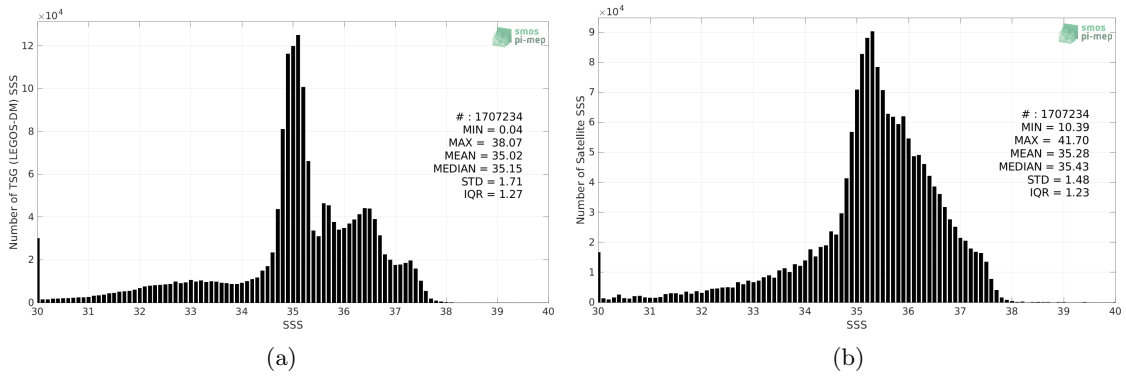 ×10⁴
12
10
8
6
4
2
0
30 31 32 33 34 35 36 37 38 39 40
SSS
Number of TSG (LEGOS-DM) SSS
smos
pi-mep
# : 1707234
MIN = 0.04
MAX = 38.07
MEAN = 35.02
MEDIAN = 35.15
STD = 1.71
IQR = 1.27
(a)
×10⁴
9
8
7
6
5
4
3
2
1
0
30 31 32 33 34 35 36 37 38 39 40
SSS
Number of Satellite SSS
smos
pi-mep
# : 1707234
MIN = 10.39
MAX = 41.70
MEAN = 35.28
MEDIAN = 35.43
STD = 1.48
IQR = 1.23
(b)